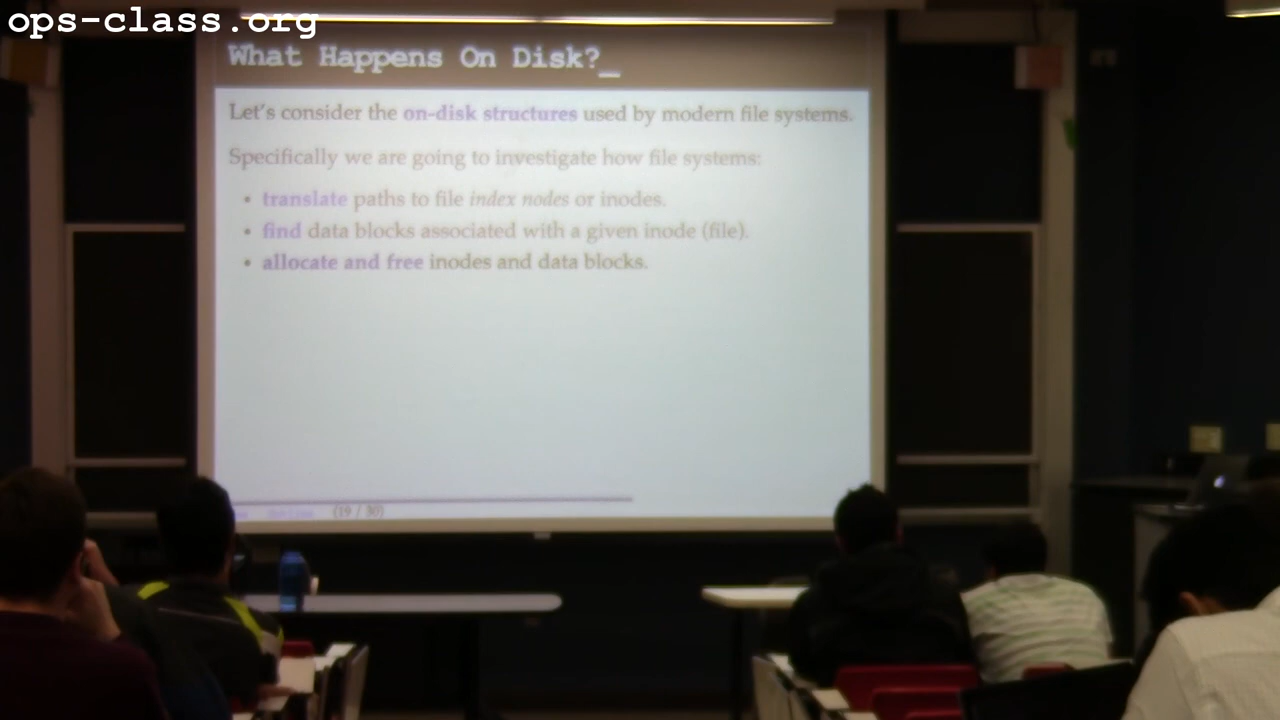 ops-class.org
What Happens On Disk?_
Let's consider the on-disk structures used by modern file systems.
Specifically we are going to investigate how file systems:
• translate paths to file index nodes or inodes.
• find data blocks associated with a given inode (file).
• allocate and free inodes and data blocks.
(19 / 30)